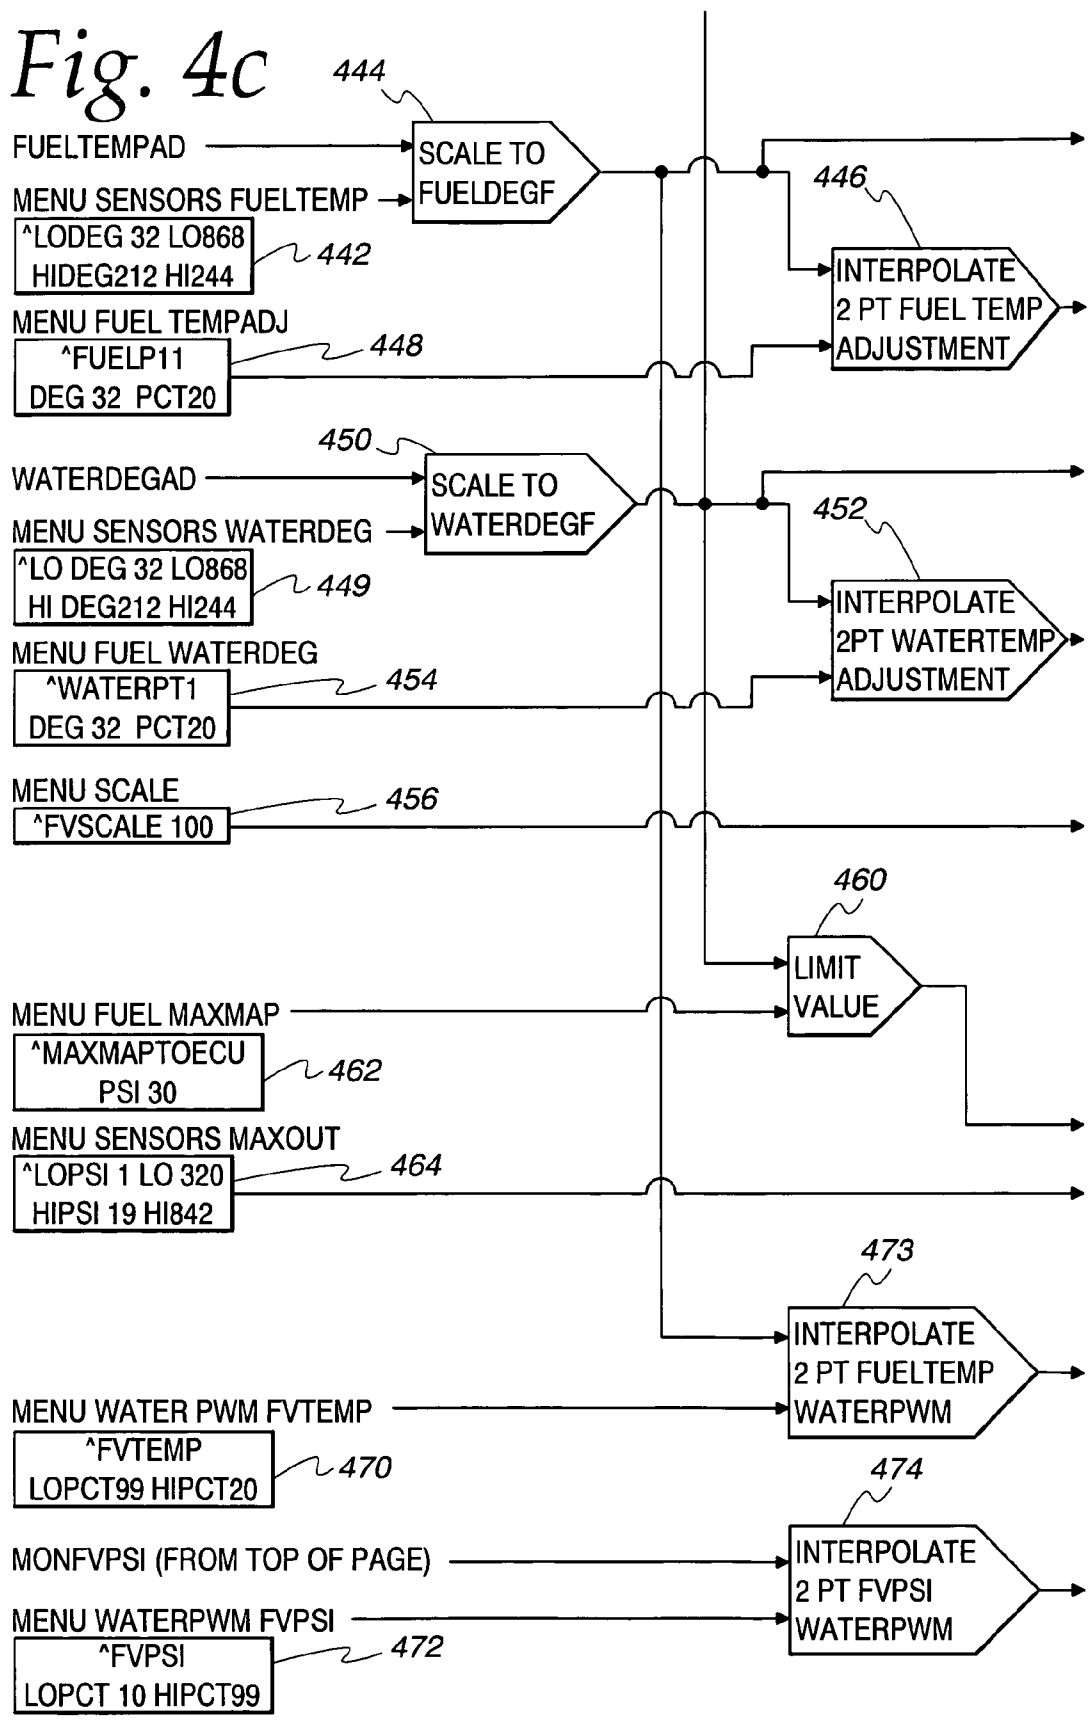 Fig. 4c
444
FUELTEMPAD
SCALE TO
FUELDEGF
MENU SENSORS FUELTEMP
446
^LODEG 32 LO868
HIDEG212 HI244
442
INTERPOLATE
2 PT FUEL TEMP
ADJUSTMENT
MENU FUEL TEMPADJ
^FUELP11
DEG 32 PCT20
448
450
WATERDEGAD
SCALE TO
WATERDEGF
MENU SENSORS WATERDEG
452
^LO DEG 32 LO868
HI DEG212 HI244
449
INTERPOLATE
2PT WATERTEMP
ADJUSTMENT
MENU FUEL WATERDEG
^WATERPT1
DEG 32 PCT20
454
MENU SCALE
^FVSCALE 100
456
460
LIMIT
VALUE
MENU FUEL MAXMAP
^MAXMAPTOECU
PSI 30
462
MENU SENSORS MAXOUT
^LOPSI 1 LO 320
HIPSI 19 HI842
464
473
INTERPOLATE
2 PT FUELTEMP
WATERPWM
MENU WATER PWM FVTEMP
^FVTEMP
LOPCT99 HIPCT20
470
474
MONFVPSI (FROM TOP OF PAGE)
INTERPOLATE
2 PT FVPSI
WATERPWM
MENU WATERPWM FVPSI
^FVPSI
LOPCT 10 HIPCT99
472